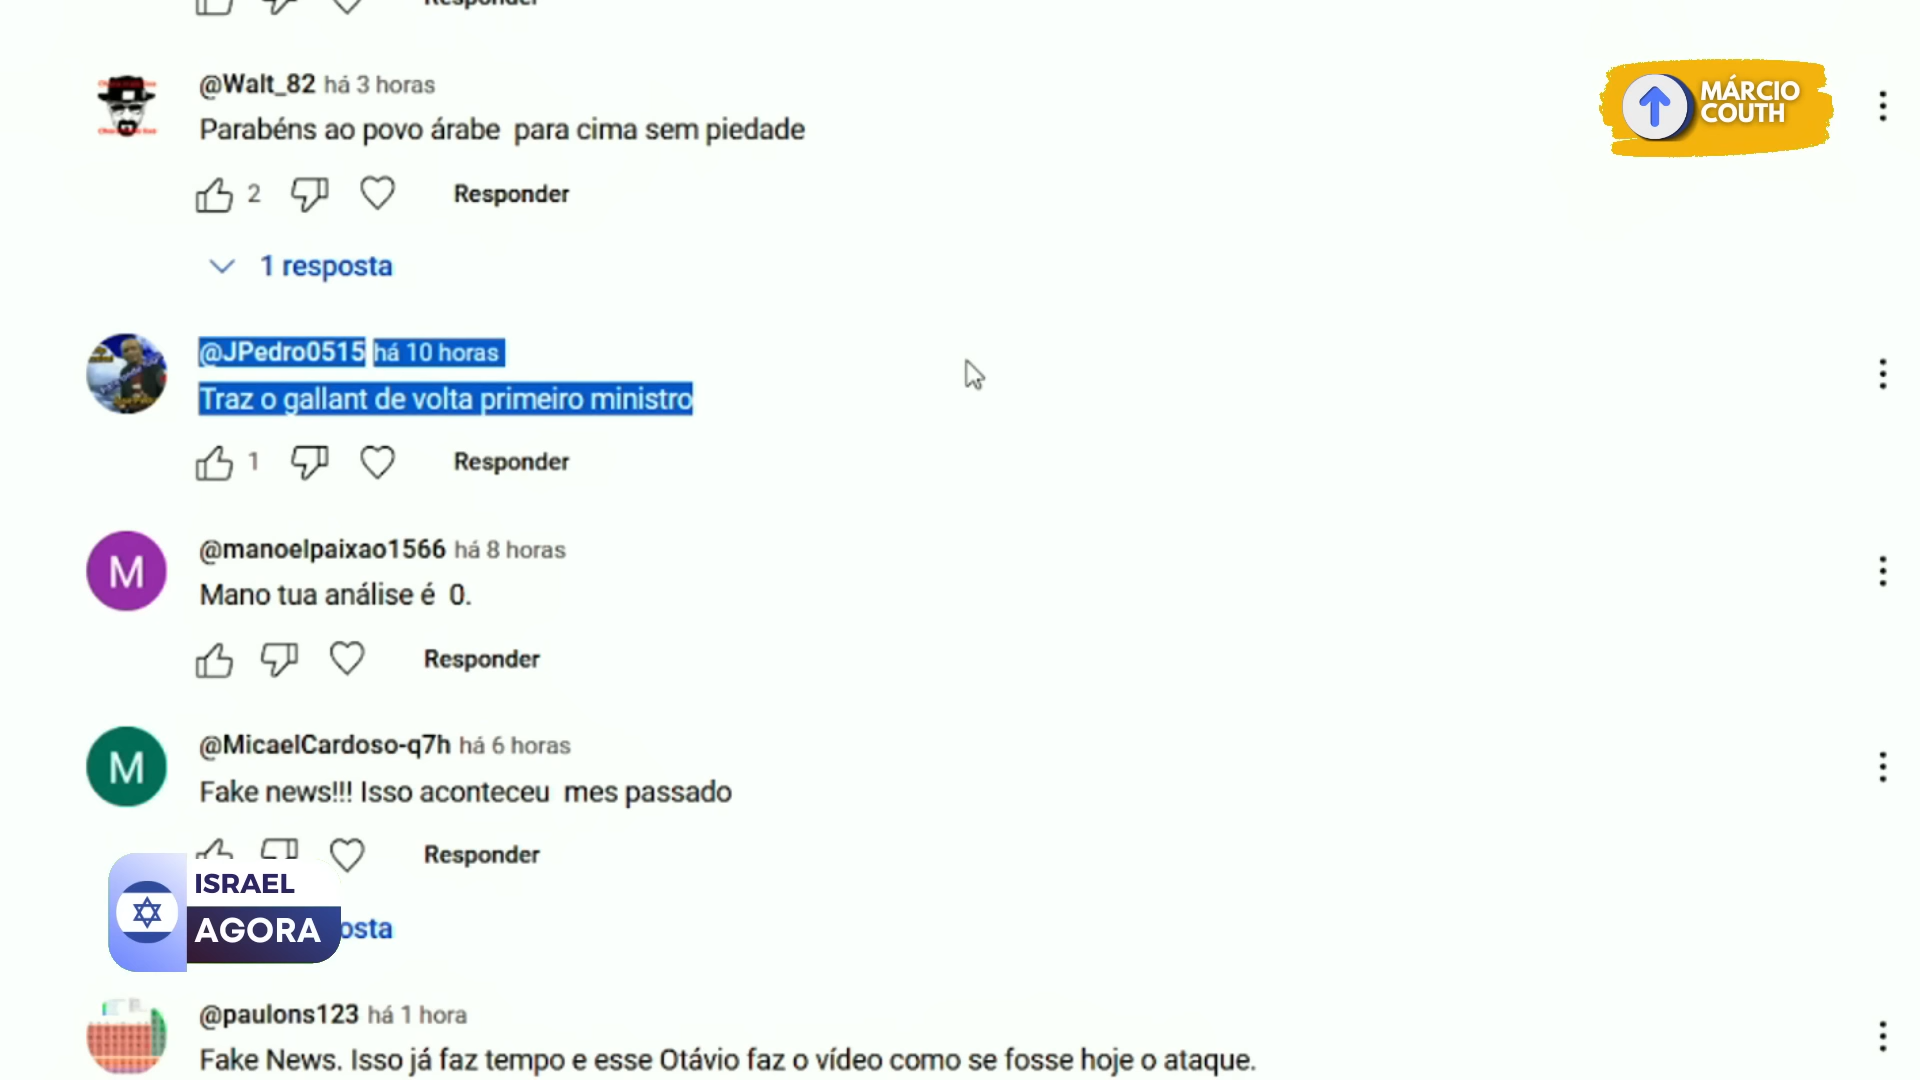 Responder
@Walt_82 há 3 horas
Parabéns ao povo árabe para cima sem piedade
2
Responder
1 resposta
MÁRCIO
COUTH
@JPedro0515 há 10 horas
Traz o gallant de volta primeiro ministro
1
Responder
M
@manoelpaixao1566 há 8 horas
Mano tua análise é 0.
Responder
M
@MicaelCardoso-q7h há 6 horas
Fake news!!! Isso aconteceu mes passado
Responder
ISRAEL
AGORA
osta
@paulons123 há 1 hora
Fake News. Isso já faz tempo e esse Otávio faz o vídeo como se fosse hoje o ataque.